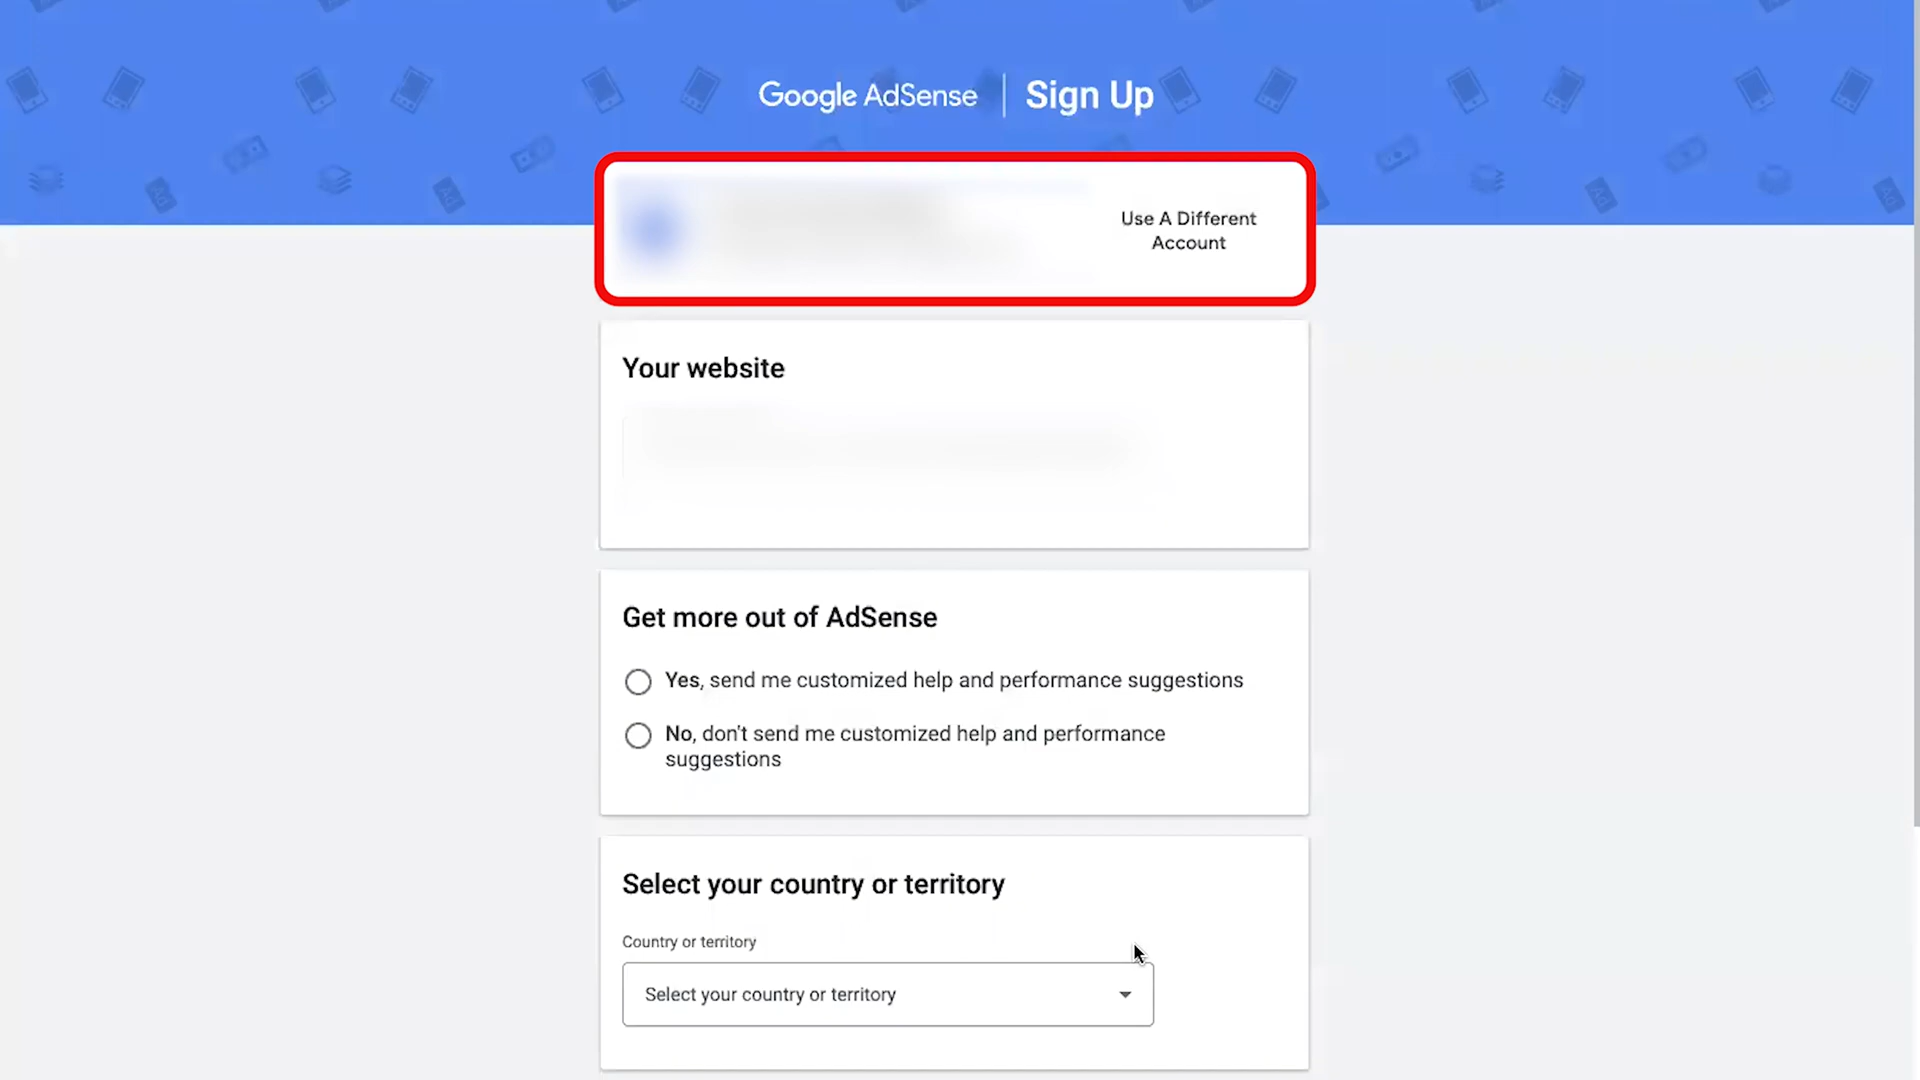 Google AdSense | Sign Up
Use A Different
Account
Your website
Get more out of AdSense
Yes, send me customized help and performance suggestions
No, don't send me customized help and performance
suggestions
Select your country or territory
Country or territory
Select your country or territory